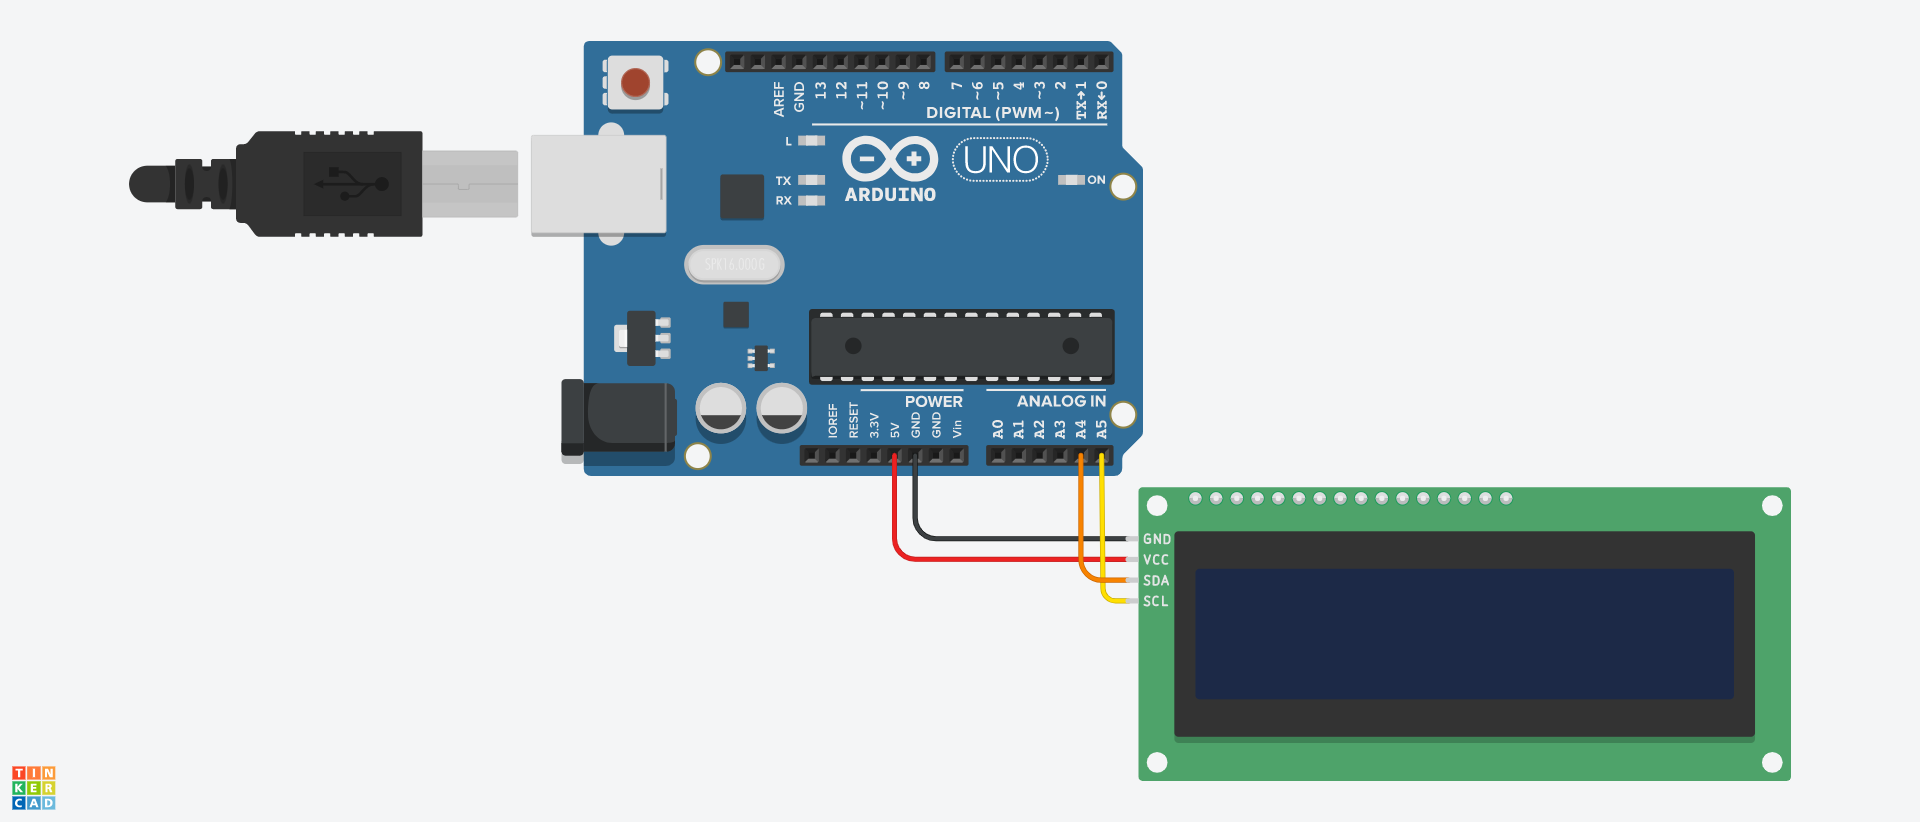 AREF
GND
13
12
~11
~10
~9
8
7
~6
~5
4
~3
2
TX→1
RX←0
DIGITAL (PWM~)
L
TX
RX
ARDUINO
UNO
ON
SPK16.000G
POWER
ANALOG IN
IOREF
RESET
3.3V
5V
GND
GND
Vin
A0
A1
A2
A3
A4
A5
GND
VCC
SDA
SCL
TIN
KER
CAD